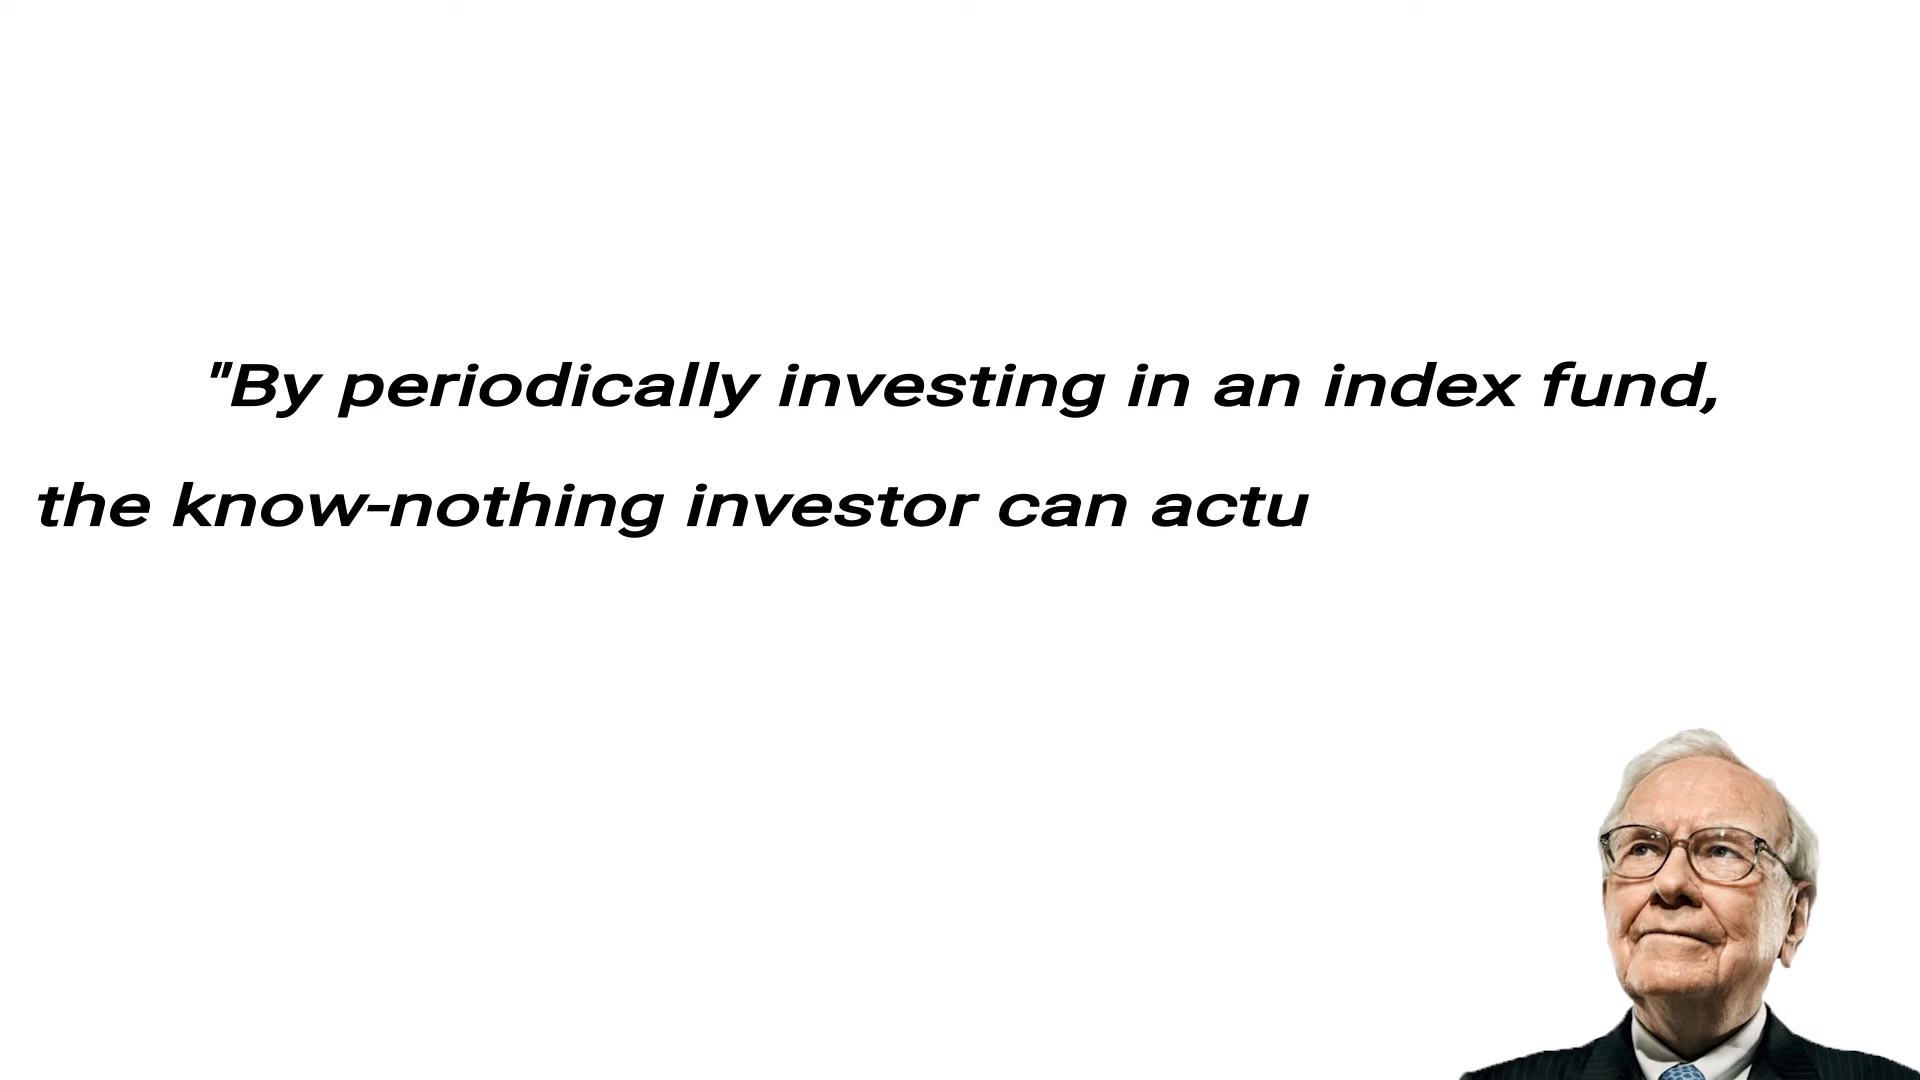 "By periodically investing in an index fund,
the know-nothing investor can actu